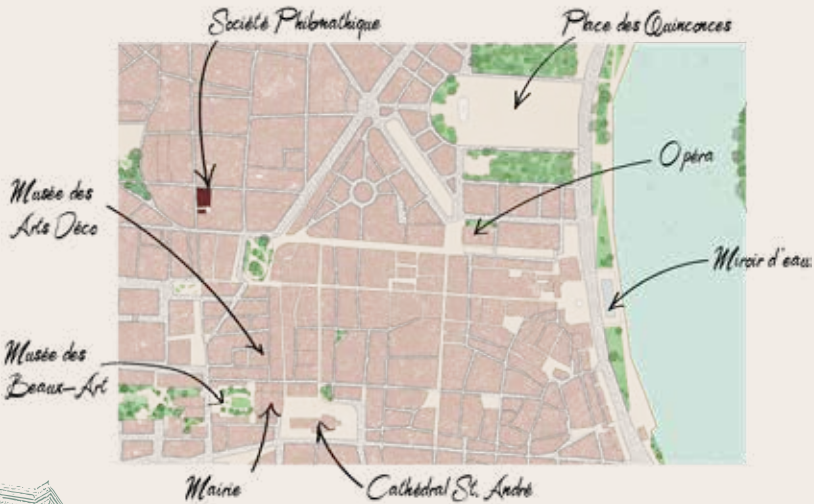 Société Philomathique
Place des Quinconces
Opéra
Musée des
Arts Déco
Miroir d'eau
Musée des
Beaux-Art
Mairie
Cathédral St. André